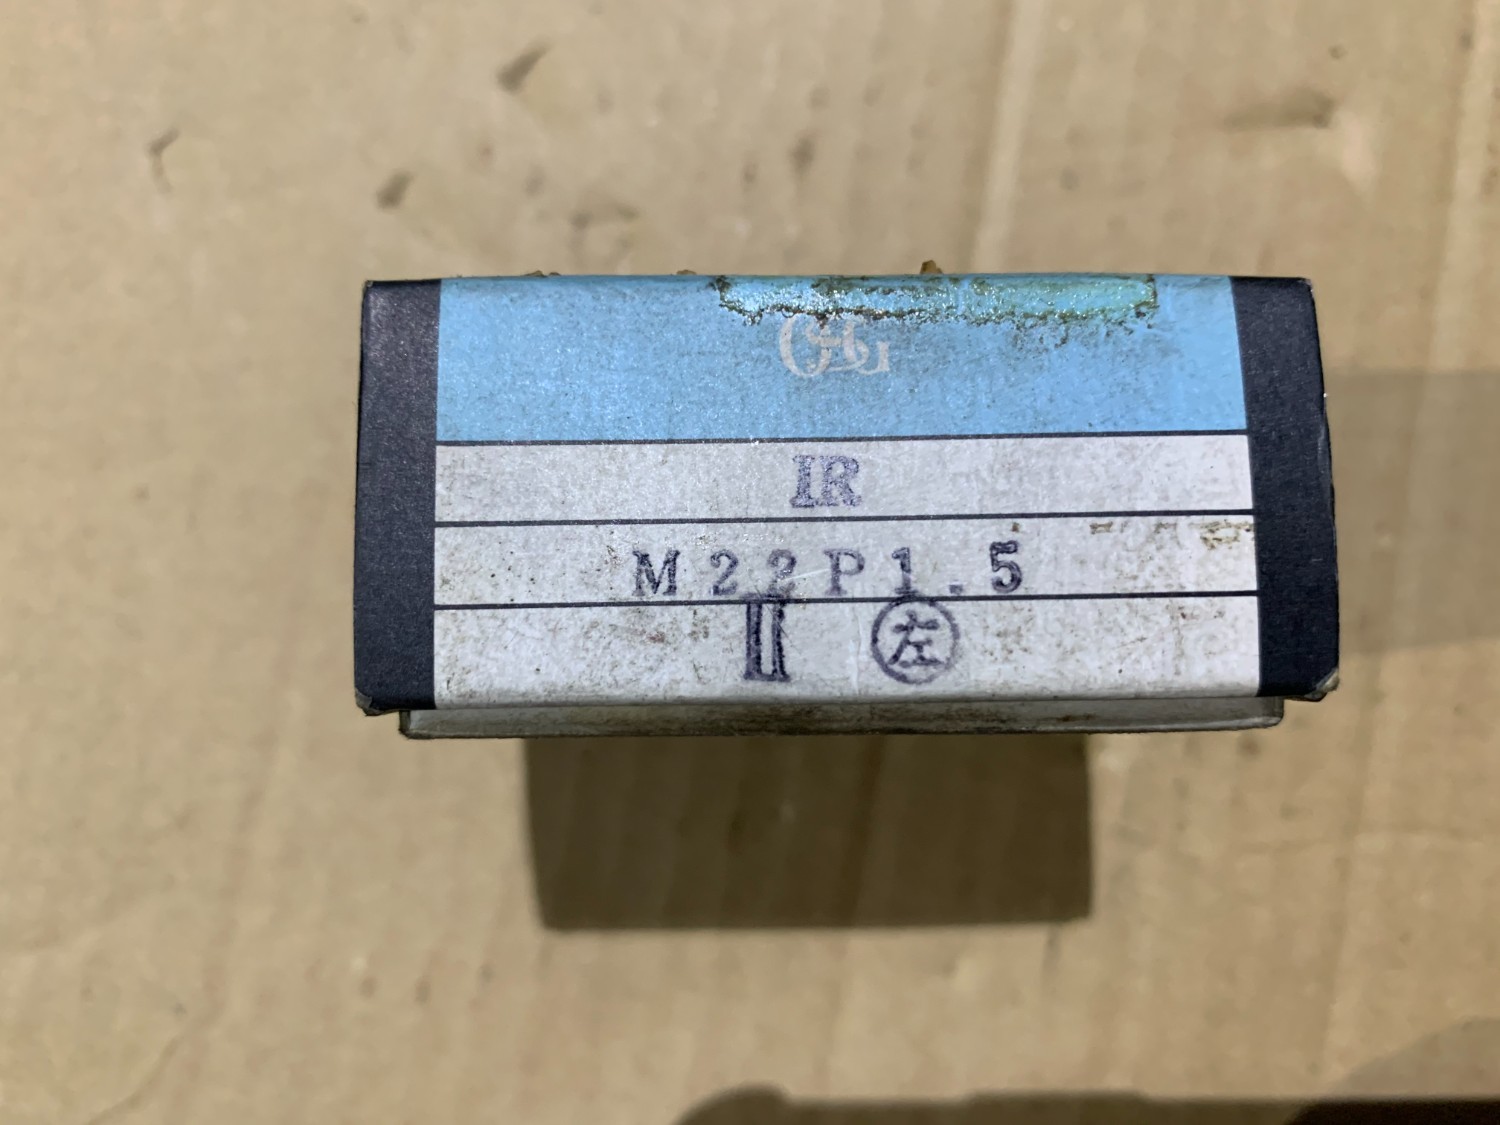 OSG
IR
M22P1.5
II 左